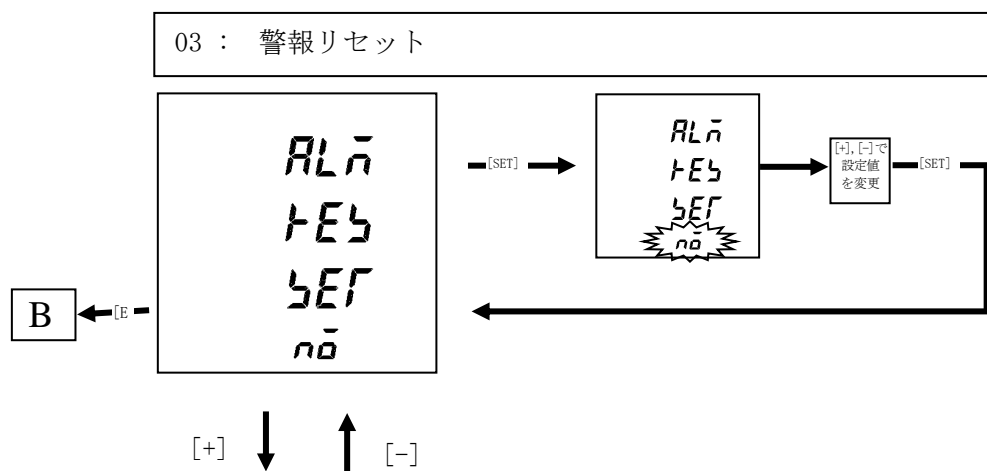 03 : 警報リセット
ALM
rES
SET
no
[SET]
ALM
rES
SET
no
[+],[-]で
設定値
を変更
[SET]
B
[E
[+]
[-]